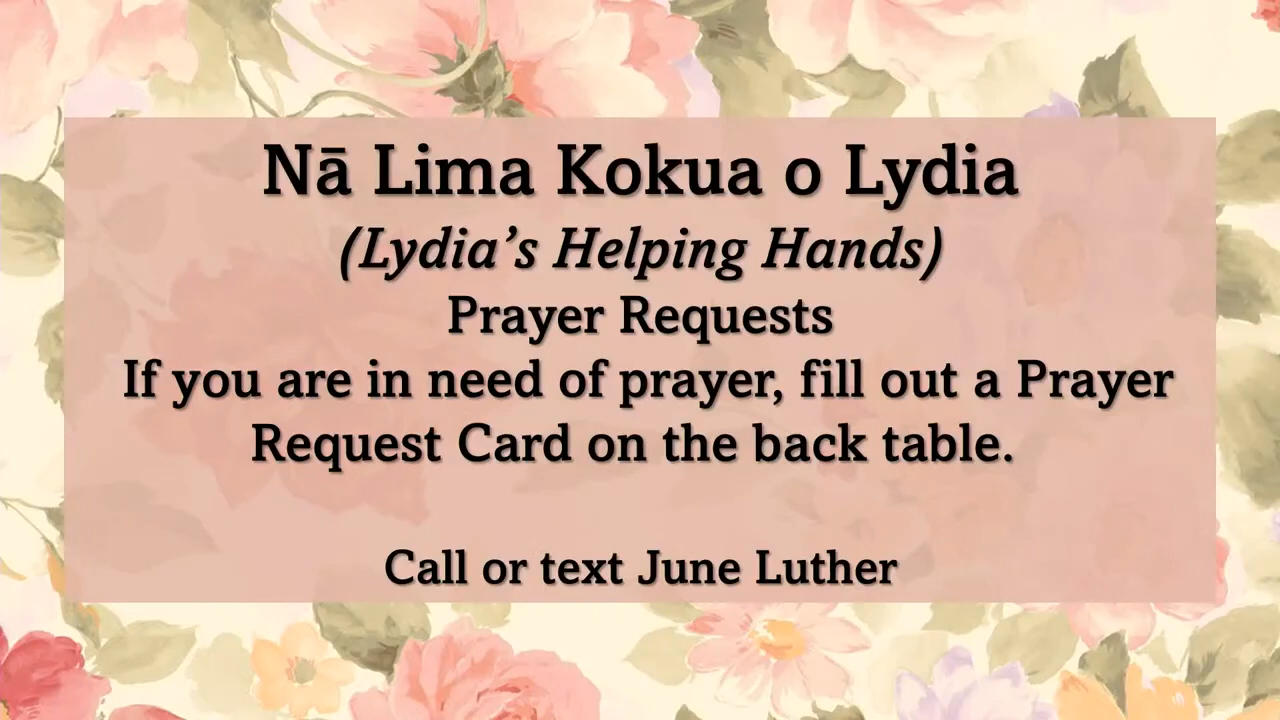 Nā Lima Kokua o Lydia
(Lydia’s Helping Hands)
Prayer Requests
If you are in need of prayer, fill out a Prayer
Request Card on the back table.
Call or text June Luther